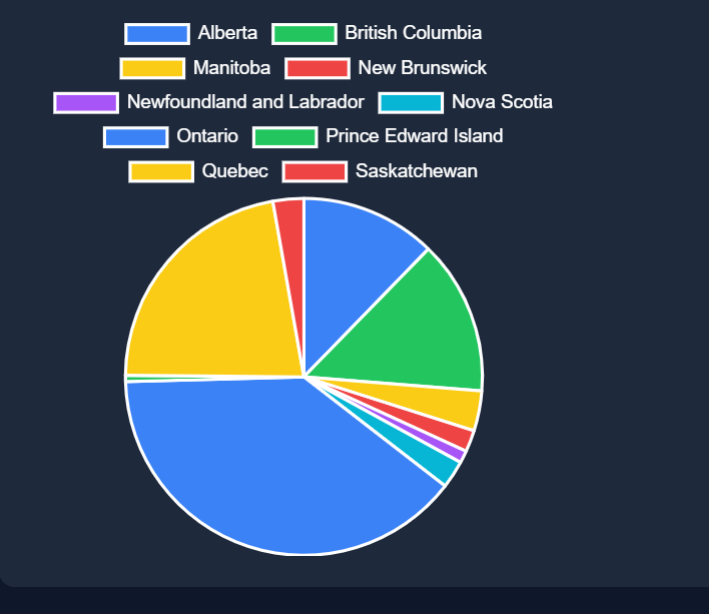 Alberta British Columbia
Manitoba New Brunswick
Newfoundland and Labrador Nova Scotia
Ontario Prince Edward Island
Quebec Saskatchewan